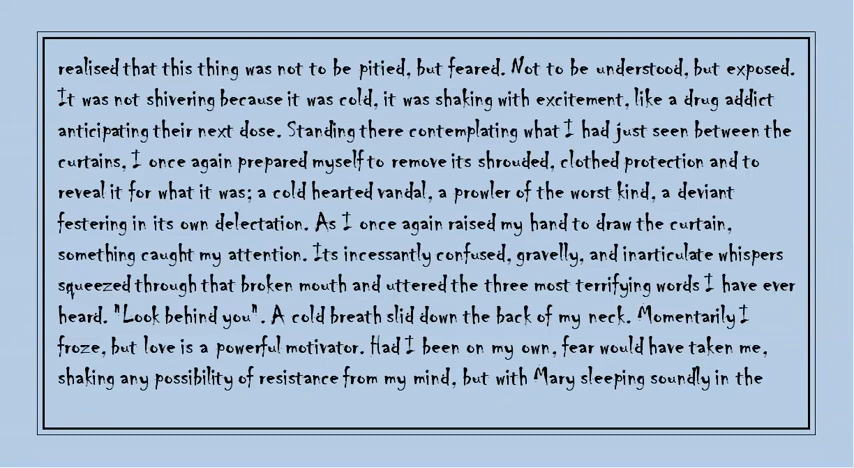 realised that this thing was not to be pitied, but feared. Not to be understood, but exposed.
It was not shivering because it was cold, it was shaking with excitement, like a drug addict
anticipating their next dose. Standing there contemplating what I had just seen between the
curtains, I once again prepared myself to remove its shrouded, clothed protection and to
reveal it for what it was; a cold hearted vandal, a prowler of the worst kind, a deviant
festering in its own delectation. As I once again raised my hand to draw the curtain,
something caught my attention. Its incessantly confused, gravelly, and inarticulate whispers
squeezed through that broken mouth and uttered the three most terrifying words I have ever
heard. "Look behind you". A cold breath slid down the back of my neck. Momentarily I
froze, but love is a powerful motivator. Had I been on my own, fear would have taken me,
shaking any possibility of resistance from my mind, but with Mary sleeping soundly in the